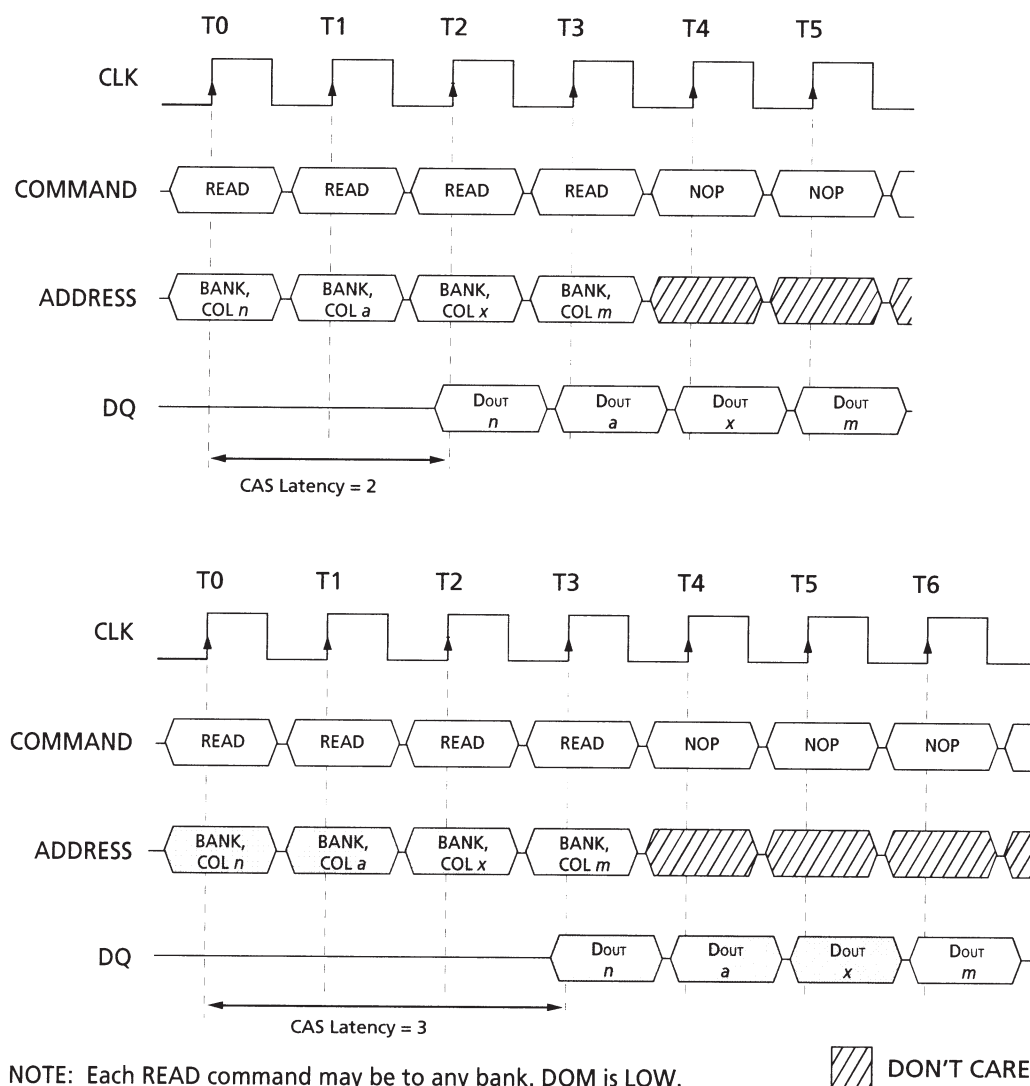 T0 T1 T2 T3 T4 T5
CLK
COMMAND READ READ READ READ NOP NOP
ADDRESS BANK, COL n BANK, COL a BANK, COL x BANK, COL m
DQ DOUT n DOUT a DOUT x DOUT m
CAS Latency = 2
T0 T1 T2 T3 T4 T5 T6
CLK
COMMAND READ READ READ READ NOP NOP NOP
ADDRESS BANK, COL n BANK, COL a BANK, COL x BANK, COL m
DQ DOUT n DOUT a DOUT x DOUT m
CAS Latency = 3
NOTE: Each READ command may be to any bank. DQM is LOW.
DON'T CARE